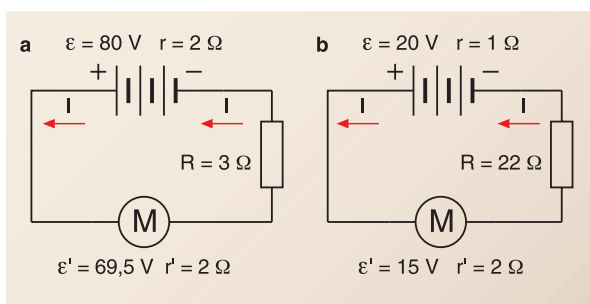 a ε = 80 V r = 2 Ω
+ −
I I
R = 3 Ω
M
ε' = 69,5 V r' = 2 Ω
b ε = 20 V r = 1 Ω
+ −
I I
R = 22 Ω
M
ε' = 15 V r' = 2 Ω